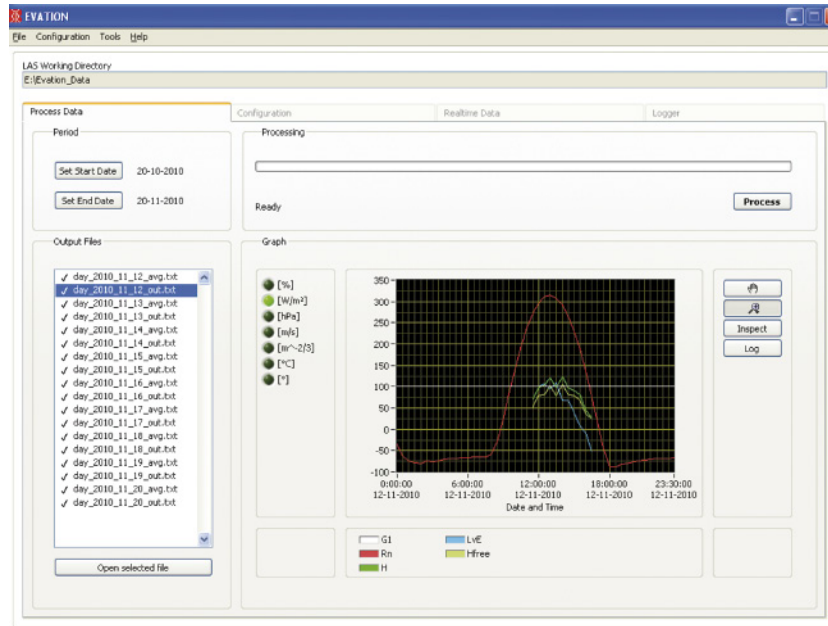 EVATION
File Configuration Tools Help
LAS Working Directory
E:\Evation_Data
Process Data Configuration Realtime Data Logger
Period
Set Start Date 20-10-2010
Set End Date 20-11-2010
Processing
Ready
Process
Output Files
day_2010_11_12_avg.txt
day_2010_11_12_out.txt
day_2010_11_13_avg.txt
day_2010_11_13_out.txt
day_2010_11_14_avg.txt
day_2010_11_14_out.txt
day_2010_11_15_avg.txt
day_2010_11_15_out.txt
day_2010_11_16_avg.txt
day_2010_11_16_out.txt
day_2010_11_17_avg.txt
day_2010_11_17_out.txt
day_2010_11_18_avg.txt
day_2010_11_18_out.txt
day_2010_11_19_avg.txt
day_2010_11_19_out.txt
day_2010_11_20_avg.txt
day_2010_11_20_out.txt
Open selected file
Graph
[%]
[W/m²]
[hPa]
[m/s]
[m^-2/3]
[°C]
[°]
350
300
250
200
150
100
50
0
-50
-100
0:00:00 6:00:00 12:00:00 18:00:00 23:30:00
12-11-2010 12-11-2010 12-11-2010 12-11-2010 12-11-2010
Date and Time
Inspect
Log
G1 LvE
Rn Hfree
H